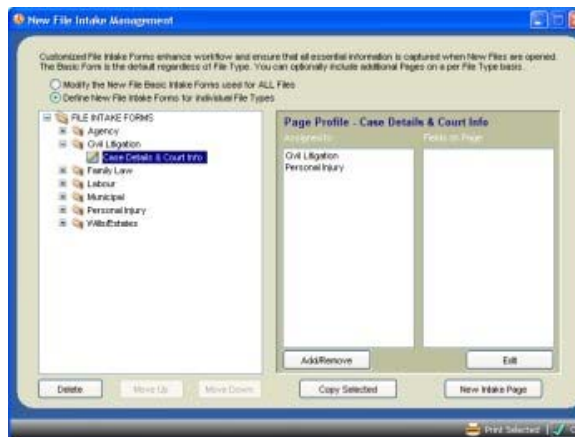 New File Intake Management
Customized File Intake Forms enhance workflow and ensure that all essential information is captured when New Files are opened.
The Basic Form is the default regardless of File Type. You can optionally include additional Pages on a per File Type basis.
Modify the New File Basic Intake Forms used for ALL Files
Define New File Intake Forms for Individual File Types
FILE INTAKE FORMS
Agency
Civil Litigation
Case Details & Court Info
Family Law
Labour
Municipal
Personal Injury
Wills/Estates
Page Profile - Case Details & Court Info
Assigned to
Fields on Page
Civil Litigation
Personal Injury
Add/Remove
Edit
Delete
Move Up
Move Down
Copy Selected
New Intake Page
Print Selected